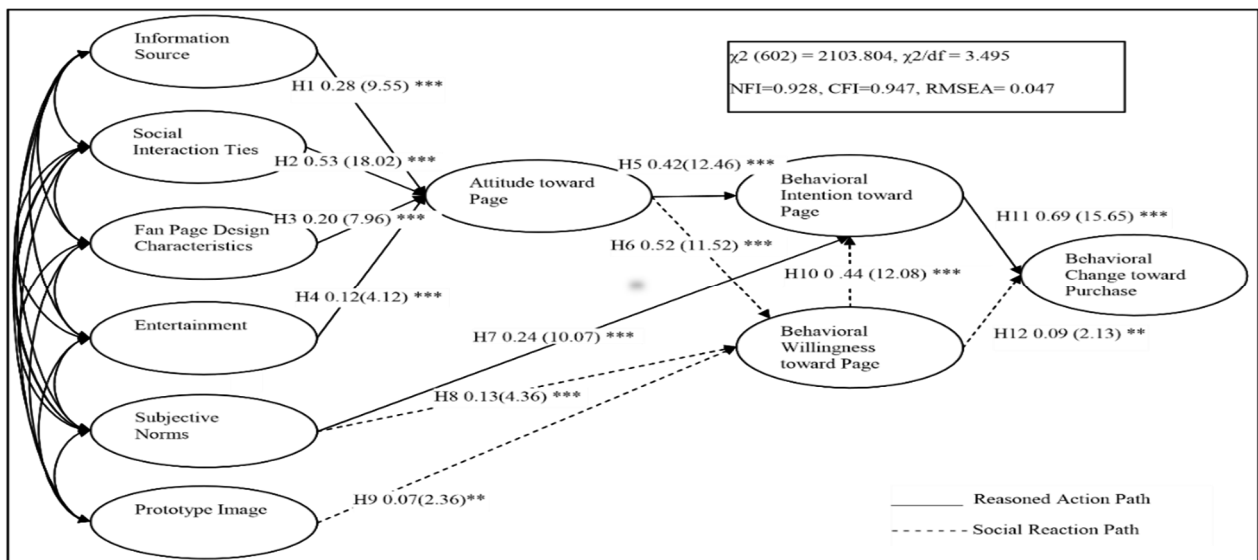 Information
Source
χ2 (602) = 2103.804, χ2/df = 3.495
NFI=0.928, CFI=0.947, RMSEA= 0.047
H1 0.28 (9.55) ***
Social
Interaction Ties
H2 0.53 (18.02) ***
H5 0.42(12.46) ***
Attitude toward
Page
Behavioral
Intention toward
Page
H3 0.20 (7.96) ***
Fan Page Design
Characteristics
H6 0.52 (11.52) ***
H11 0.69 (15.65) ***
H10 0 .44 (12.08) ***
Behavioral
Change toward
Purchase
H4 0.12(4.12) ***
Entertainment
H7 0.24 (10.07) ***
Behavioral
Willingness
toward Page
H12 0.09 (2.13) **
H8 0.13(4.36) ***
Subjective
Norms
H9 0.07(2.36)**
Prototype Image
Reasoned Action Path
Social Reaction Path